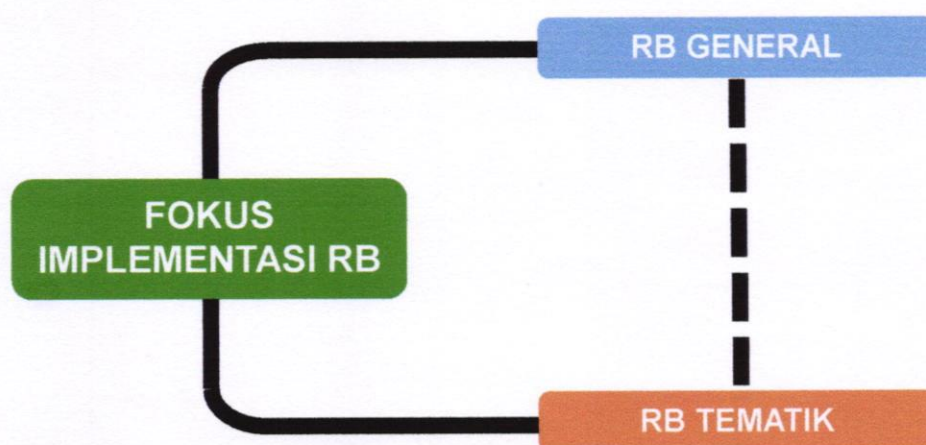 RB GENERAL
FOKUS
IMPLEMENTASI RB
RB TEMATIK